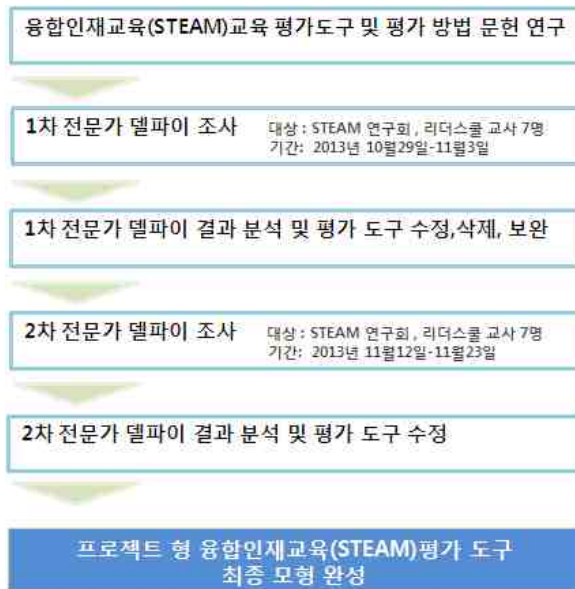 융합인재교육(STEAM)교육 평가도구 및 평가 방법 문헌 연구
1차 전문가 델파이 조사 대상 : STEAM 연구회 , 리더스쿨 교사 7명
기간: 2013년 10월29일-11월3일
1차 전문가 델파이 결과 분석 및 평가 도구 수정,삭제, 보완
2차 전문가 델파이 조사 대상 : STEAM 연구회 , 리더스쿨 교사 7명
기간: 2013년 11월12일-11월23일
2차 전문가 델파이 결과 분석 및 평가 도구 수정
프로젝트 형 융합인재교육(STEAM)평가 도구
최종 모형 완성